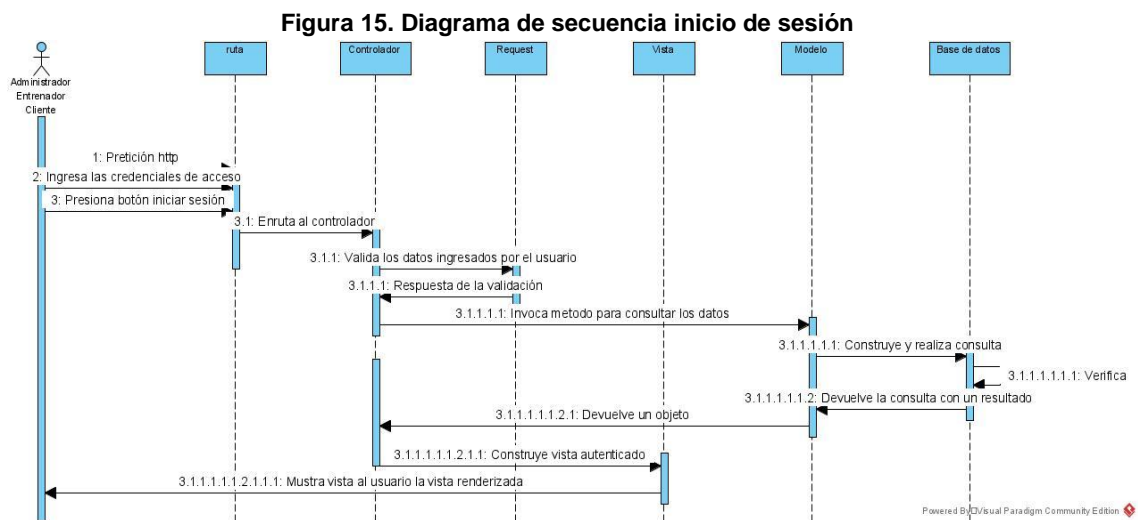 Figura 15. Diagrama de secuencia inicio de sesión
ruta
Controlador
Request
Vista
Modelo
Base de datos
Administrador
Entrenador
Cliente
1: Pretición http
2: Ingresa las credenciales de acceso
3: Presiona botón iniciar sesión
3.1: Enruta al controlador
3.1.1: Valida los datos ingresados por el usuario
3.1.1.1: Respuesta de la validación
3.1.1.1.1: Invoca metodo para consultar los datos
3.1.1.1.1.1: Construye y realiza consulta
3.1.1.1.1.1.1: Verifica
3.1.1.1.1.1.2: Devuelve la consulta con un resultado
3.1.1.1.1.1.2.1: Devuelve un objeto
3.1.1.1.1.1.2.1.1: Construye vista autenticado
3.1.1.1.1.1.2.1.1.1: Mustra vista al usuario la vista renderizada
Powered By Visual Paradigm Community Edition